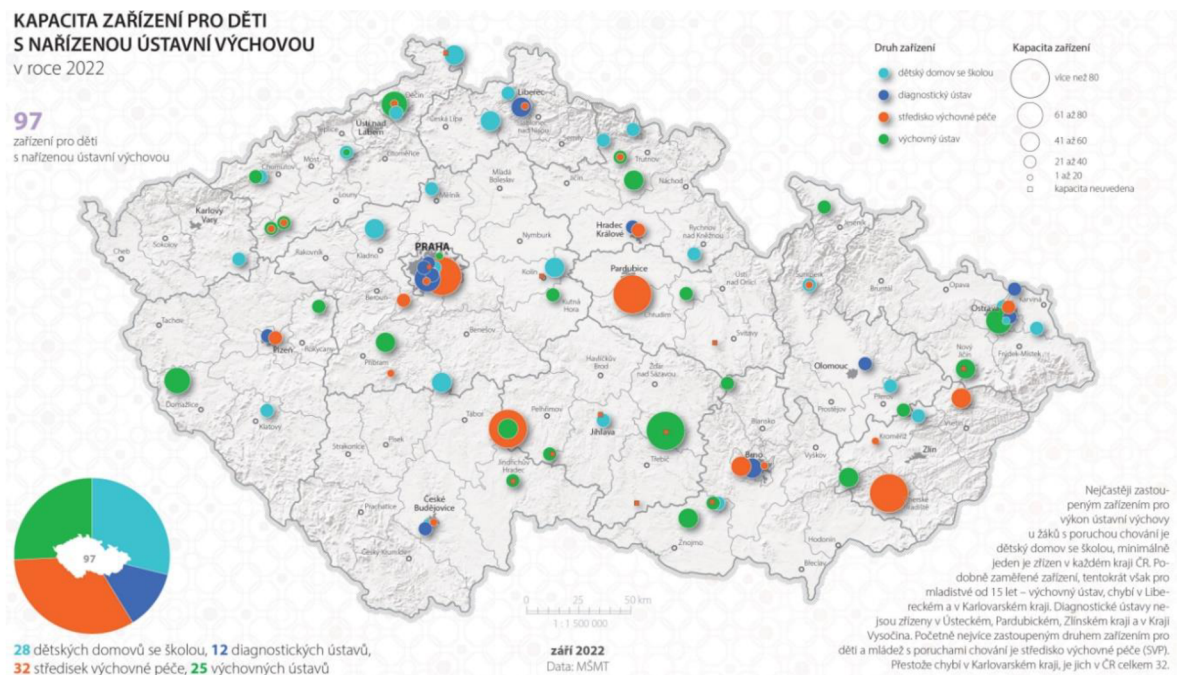 KAPACITA ZAŘÍZENÍ PRO DĚTI
S NAŘÍZENOU ÚSTAVNÍ VÝCHOVOU
v roce 2022
97
zařízení pro děti
s nařízenou ústavní výchovou
Druh zařízení
dětský domov se školou
diagnostický ústav
středisko výchovné péče
výchovný ústav
Kapacita zařízení
více než 80
61 až 80
41 až 60
21 až 40
1 až 20
kapacita neuvedena
Děčín
Liberec
Ústí nad
Labem
Česká Lípa
Teplice
Litoměřice
Most
Chomutov
Louny
Mělník
Mladá
Boleslav
Jičín
Trutnov
Náchod
Karlovy
Vary
Sokolov
Cheb
Rakovník
Kladno
PRAHA
Nymburk
Hradec
Králové
Rychnov
nad Kněžnou
Jeseník
Kolín
Pardubice
Ústí
nad Orlicí
Šumperk
Bruntál
Opava
Karviná
Ostrava
Beroun
Kutná
Hora
Chrudim
Tachov
Plzeň
Rokycany
Benešov
Svitavy
Příbram
Havlíčkův
Brod
Žďár
nad Sázavou
Olomouc
Nový
Jičín
Frýdek-Místek
Domažlice
Klatovy
Tábor
Pelhřimov
Jihlava
Blansko
Prostějov
Přerov
Vsetín
Strakonice
Písek
Třebíč
Brno
Vyškov
Kroměříž
Zlín
Jindřichův
Hradec
Prachatice
České
Budějovice
Český Krumlov
Znojmo
Hodonín
Břeclav
97
0 25 50 km
1 : 1 500 000
28 dětských domovů se školou, 12 diagnostických ústavů,
32 středisek výchovné péče, 25 výchovných ústavů
září 2022
Data: MŠMT
Nejčastěji zastou-
peným zařízením pro
výkon ústavní výchovy
u žáků s poruchou chování je
dětský domov se školou, minimálně
jeden je zřízen v každém kraji ČR. Po-
dobně zaměřené zařízení, tentokrát však pro
mladistvé od 15 let – výchovný ústav, chybí v Libe-
reckém a v Karlovarském kraji. Diagnostické ústavy ne-
jsou zřízeny v Ústeckém, Pardubickém, Zlínském kraji a v Kraji
Vysočina. Početně nejvíce zastoupeným druhem zařízením pro
děti a mládež s poruchami chování je středisko výchovné péče (SVP).
Přestože chybí v Karlovarském kraji, je jich v ČR celkem 32.